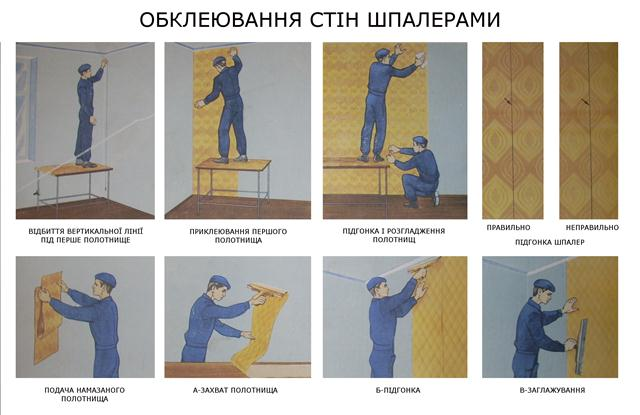 ОБКЛЕЮВАННЯ СТІН ШПАЛЕРАМИ
ВІДБИТТЯ ВЕРТИКАЛЬНОЇ ЛІНІЇ
ПІД ПЕРШЕ ПОЛОТНИЩЕ
ПРИКЛЕЮВАННЯ ПЕРШОГО
ПОЛОТНИЩА
ПІДГОНКА І РОЗГЛАДЖЕННЯ
ПОЛОТНИЩ
ПРАВИЛЬНО
НЕПРАВИЛЬНО
ПІДГОНКА ШПАЛЕР
ПОДАЧА НАМАЗАНОГО
ПОЛОТНИЩА
А-ЗАХВАТ ПОЛОТНИЩА
Б-ПІДГОНКА
В-ЗАГЛАЖУВАННЯ